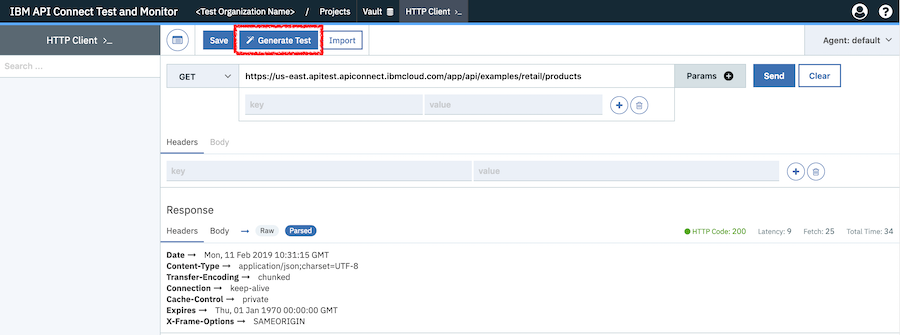 IBM API Connect Test and Monitor <Test Organization Name> / Projects Vault HTTP Client >_
HTTP Client >_ Save Generate Test Import Agent: default
Search ...
GET https://us-east.apitest.apiconnect.ibmcloud.com/app/api/examples/retail/products Params Send Clear
key value
Headers Body
key value
Response
Headers Body → Raw Parsed HTTP Code: 200 Latency: 9 Fetch: 25 Total Time: 34
Date → Mon, 11 Feb 2019 10:31:15 GMT
Content-Type → application/json;charset=UTF-8
Transfer-Encoding → chunked
Connection → keep-alive
Cache-Control → private
Expires → Thu, 01 Jan 1970 00:00:00 GMT
X-Frame-Options → SAMEORIGIN